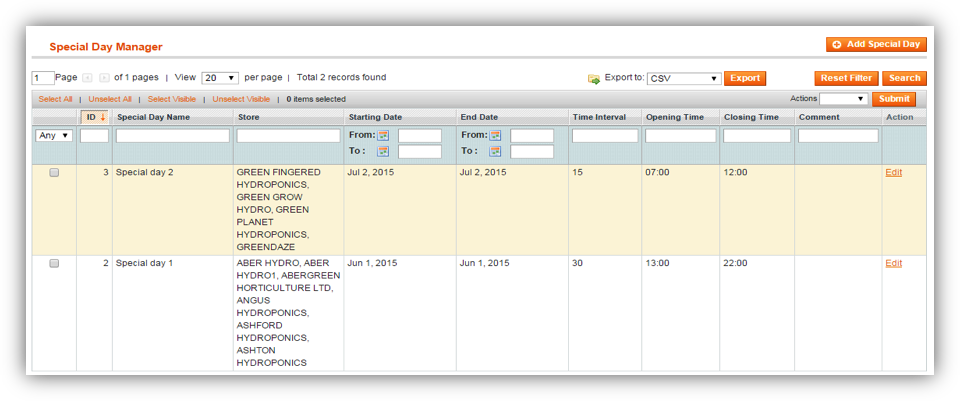 Special Day Manager
Add Special Day
1 Page of 1 pages | View 20 per page | Total 2 records found
Export to: CSV Export Reset Filter Search
Select All | Unselect All | Select Visible | Unselect Visible | 0 items selected
Actions Submit
ID Special Day Name Store Starting Date End Date Time Interval Opening Time Closing Time Comment Action
Any From: From:
To : To :
3 Special day 2 GREEN FINGERED Jul 2, 2015 Jul 2, 2015 15 07:00 12:00 Edit
HYDROPONICS,
GREEN GROW
HYDRO, GREEN
PLANET
HYDROPONICS,
GREENDAZE
2 Special day 1 ABER HYDRO, ABER Jun 1, 2015 Jun 1, 2015 30 13:00 22:00 Edit
HYDRO1, ABERGREEN
HORTICULTURE LTD,
ANGUS
HYDROPONICS,
ASHFORD
HYDROPONICS,
ASHTON
HYDROPONICS